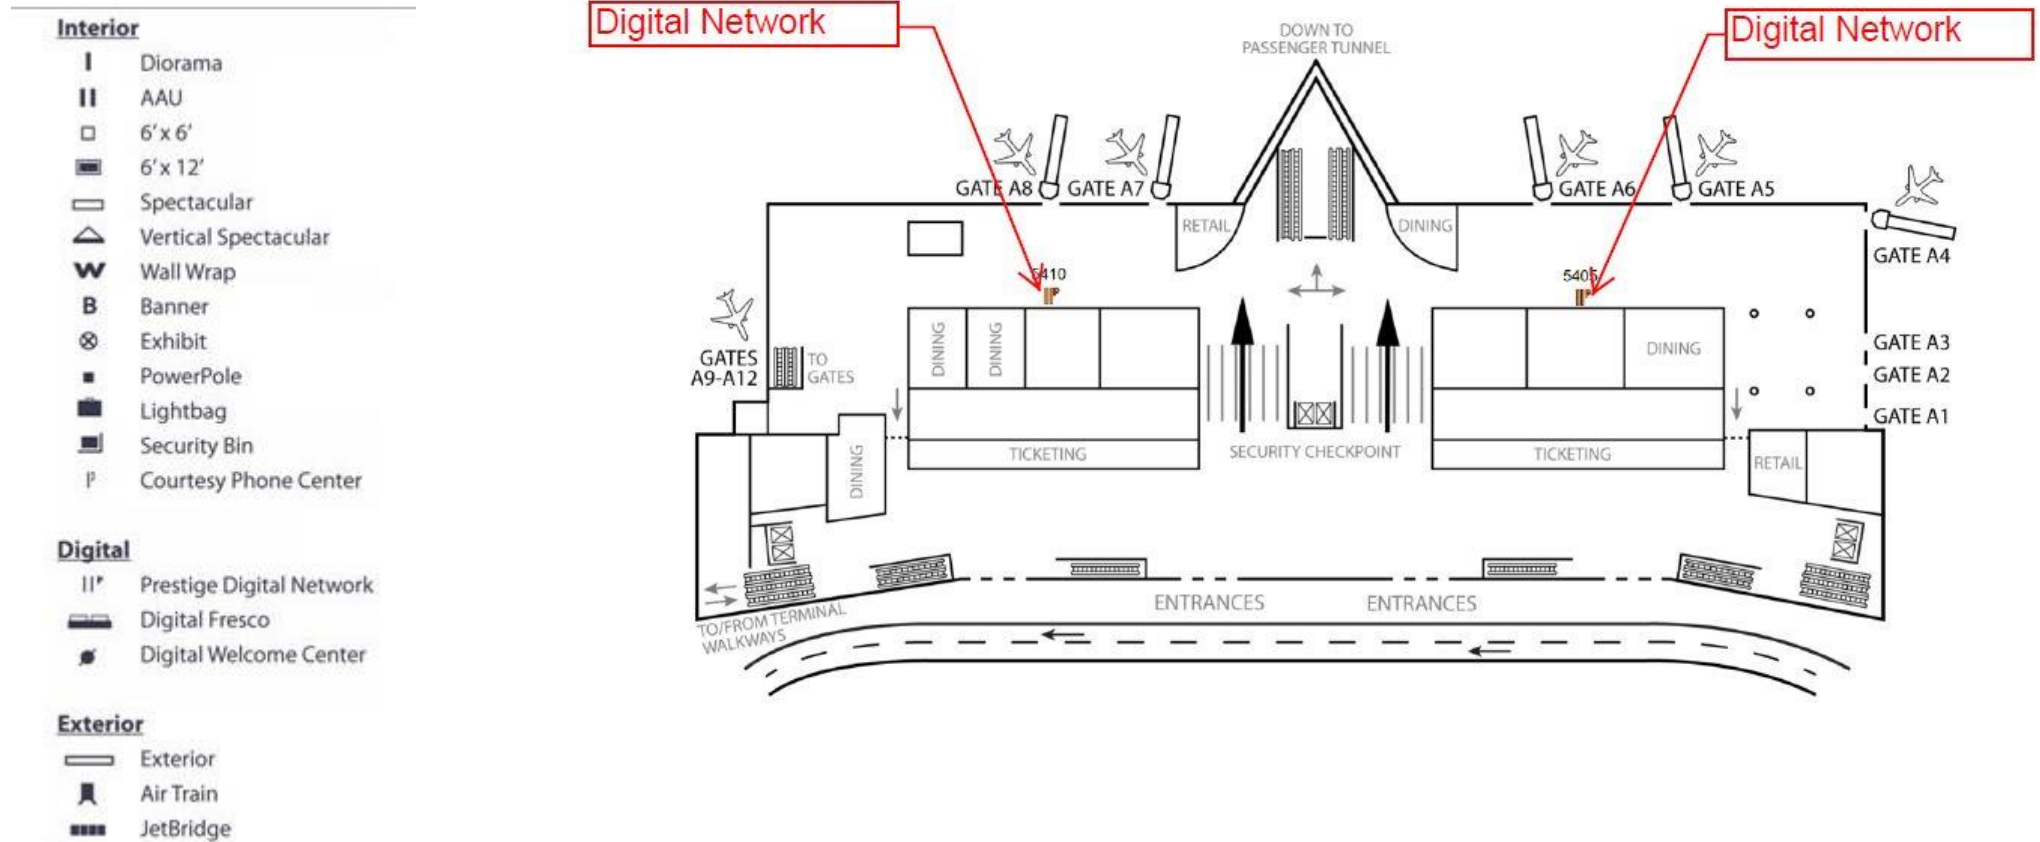 Interior
Diorama
AAU
6' x 6'
6' x 12'
Spectacular
Vertical Spectacular
W Wall Wrap
B Banner
Exhibit
PowerPole
Lightbag
Security Bin
P Courtesy Phone Center
Digital
Prestige Digital Network
Digital Fresco
Digital Welcome Center
Exterior
Exterior
Air Train
JetBridge
Digital Network
Digital Network
DOWN TO
PASSENGER TUNNEL
GATE A8
GATE A7
GATE A6
GATE A5
RETAIL
DINING
GATE A4
5410
5405
GATES
A9-A12
TO
GATES
DINING
DINING
DINING
GATE A3
GATE A2
GATE A1
TICKETING
SECURITY CHECKPOINT
TICKETING
DINING
RETAIL
ENTRANCES
ENTRANCES
TO/FROM TERMINAL
WALKWAYS